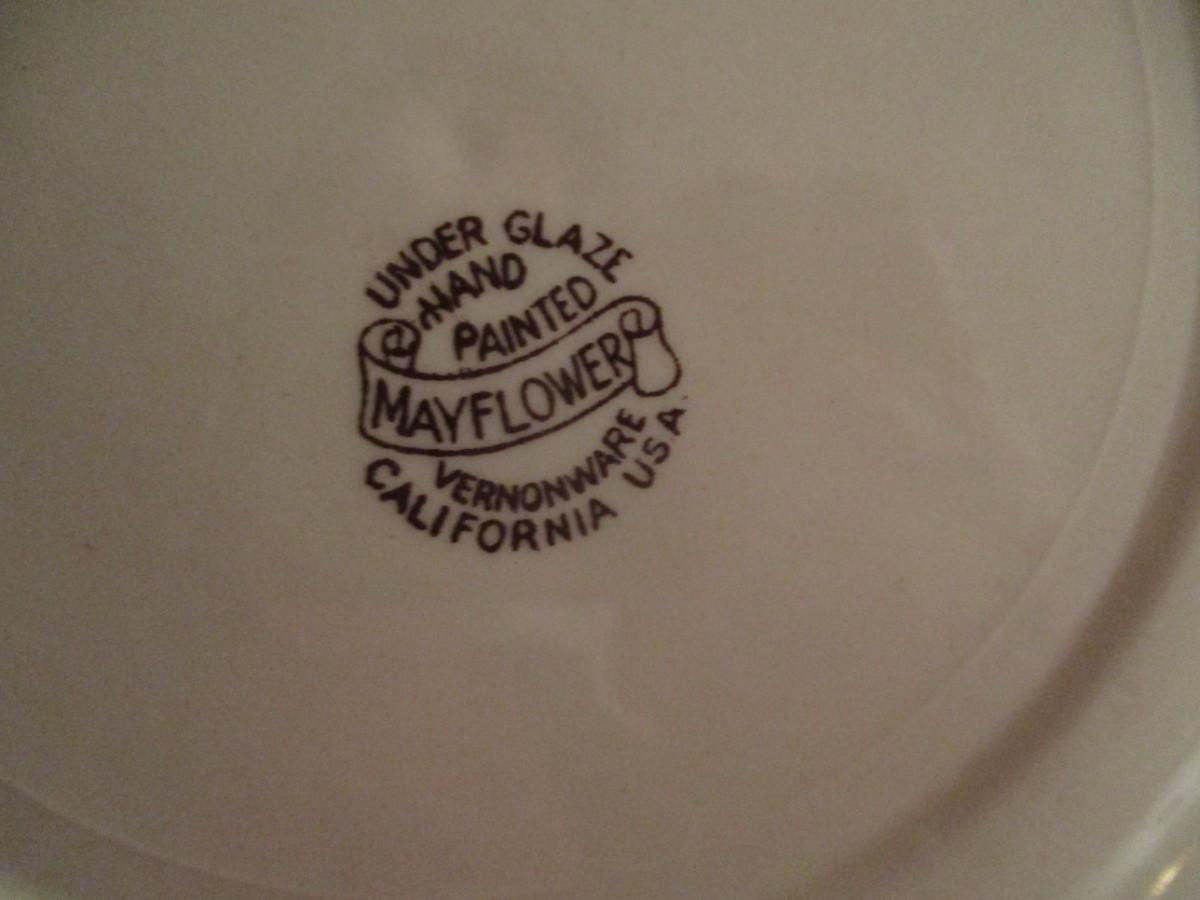 UNDER GLAZE
HAND
PAINTED
MAYFLOWER
VERNONWARE
CALIFORNIA U.S.A.